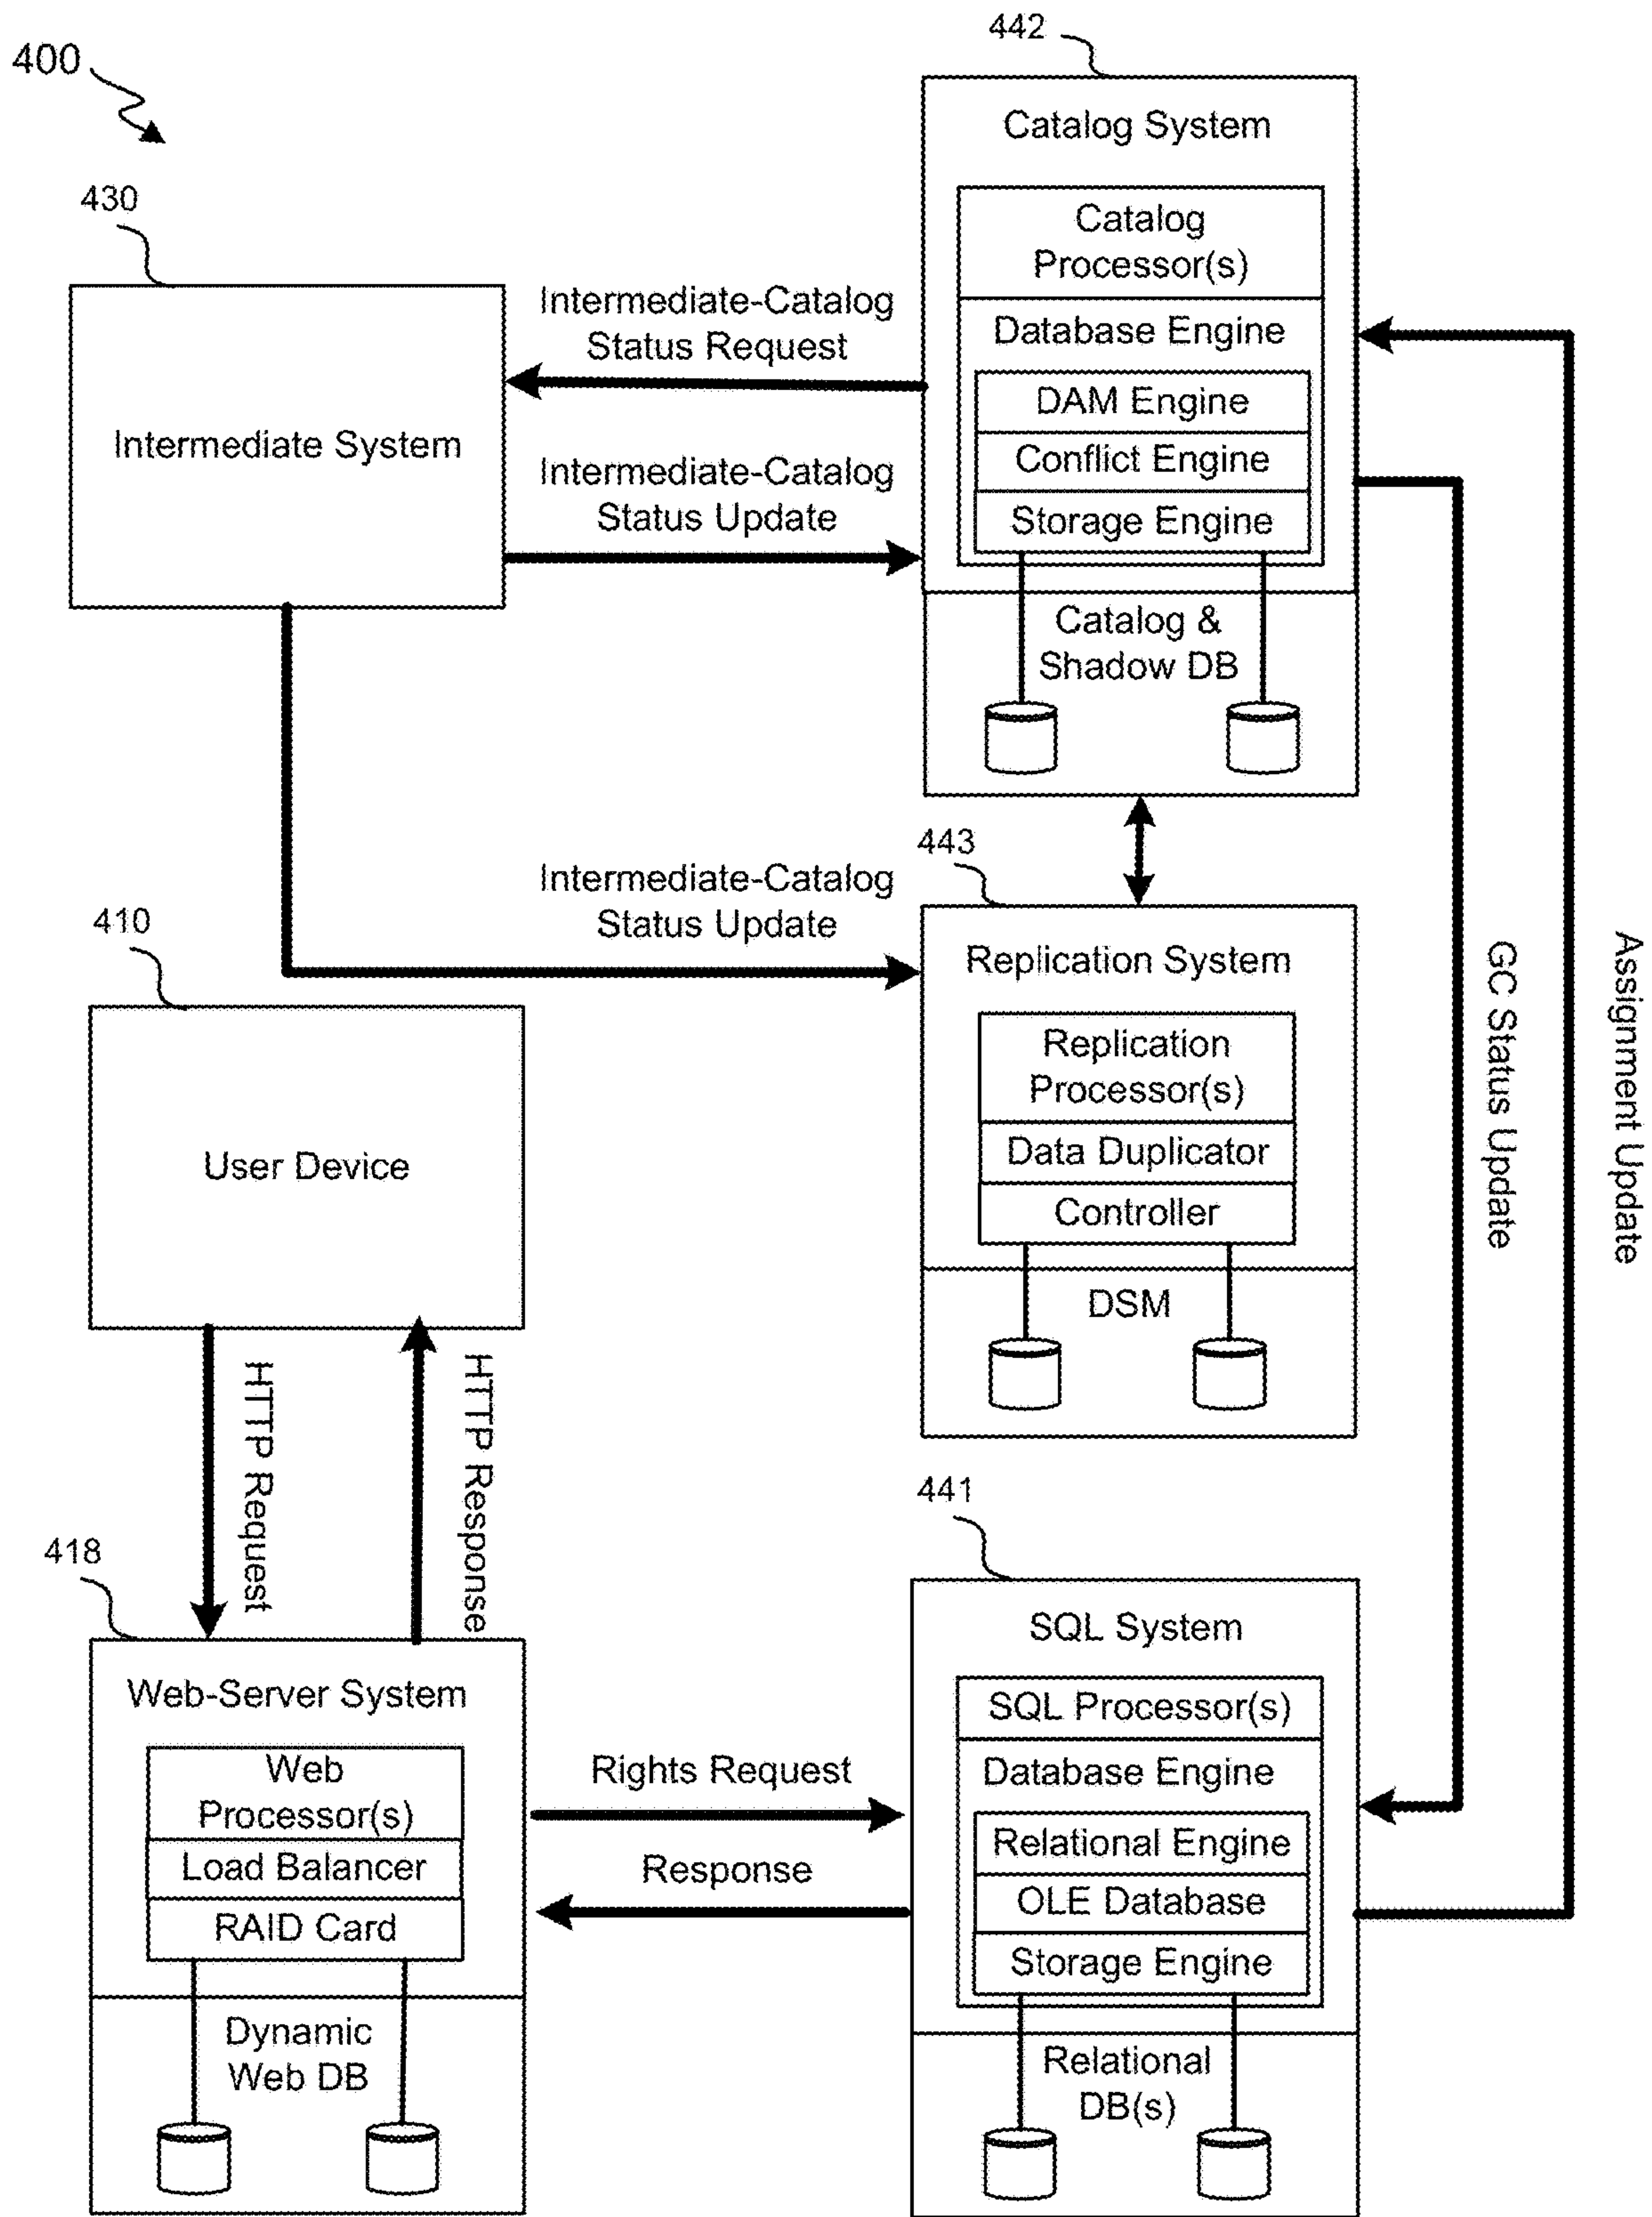 400
442
Catalog System
Catalog
Processor(s)
Database Engine
DAM Engine
Conflict Engine
Storage Engine
Catalog &
Shadow DB
430
Intermediate System
Intermediate-Catalog
Status Request
Intermediate-Catalog
Status Update
Intermediate-Catalog
Status Update
443
Replication System
Replication
Processor(s)
Data Duplicator
Controller
DSM
GC Status Update
Assignment Update
410
User Device
HTTP Request
HTTP Response
418
Web-Server System
Web
Processor(s)
Load Balancer
RAID Card
Dynamic
Web DB
Rights Request
Response
441
SQL System
SQL Processor(s)
Database Engine
Relational Engine
OLE Database
Storage Engine
Relational
DB(s)